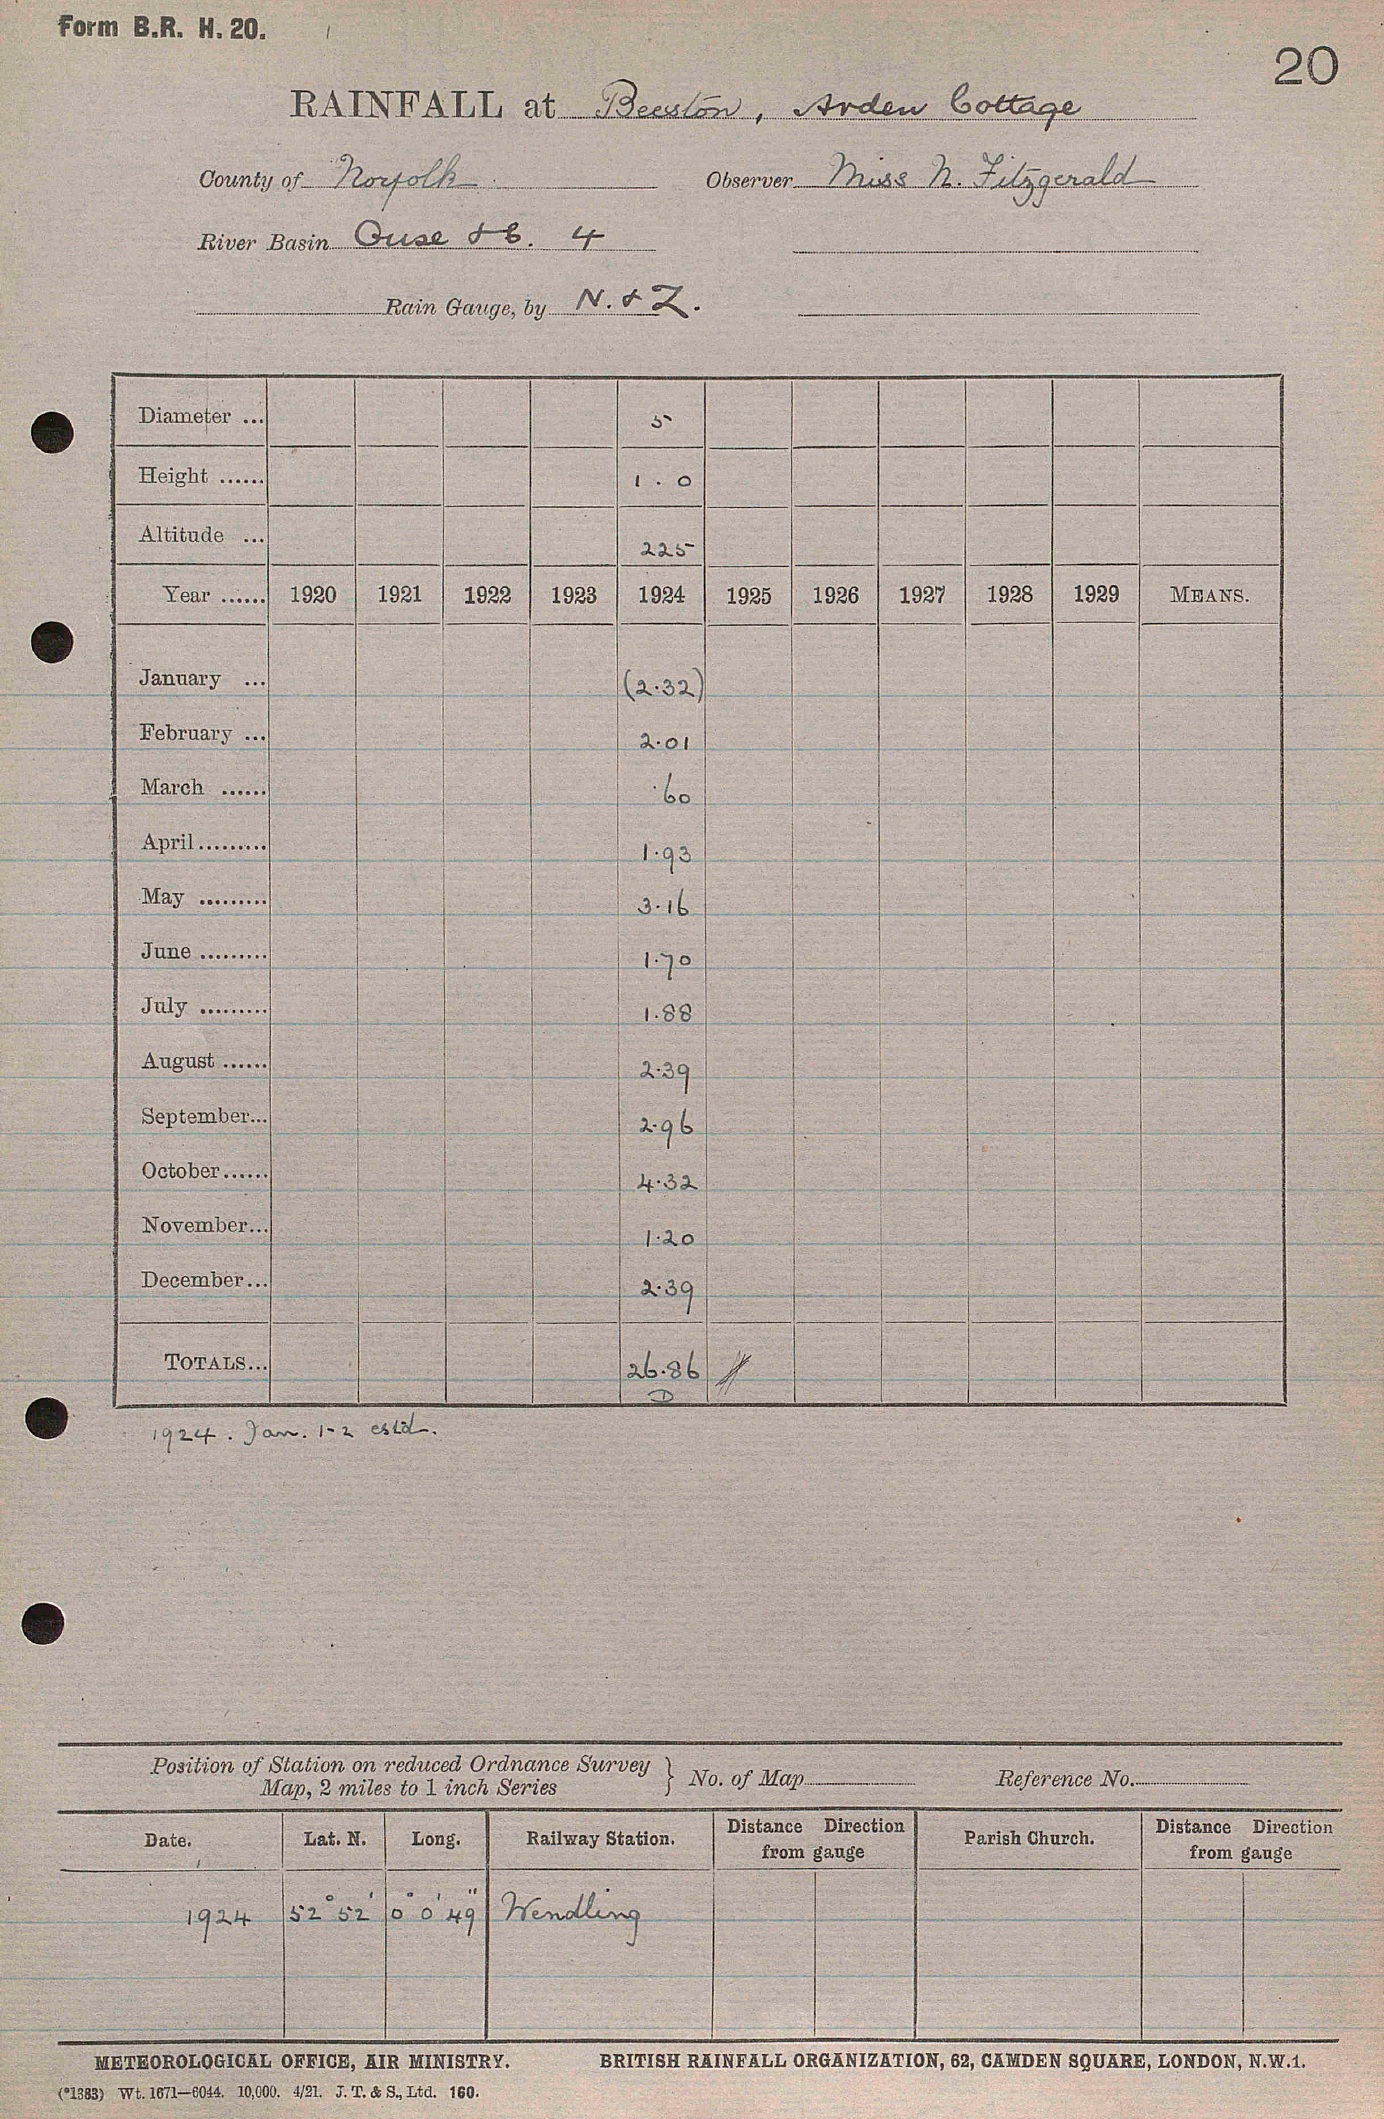 Form B.R. H. 20.
20
RAINFALL at Beeston, Arden Cottage
County of Norfolk Observer Miss N. Fitzgerald
River Basin Ouse & C. 4
Rain Gauge, by N. & Z.
Diameter ... 5
Height ...... 1.0
Altitude ... 225
Year ...... 1920 1921 1922 1923 1924 1925 1926 1927 1928 1929 MEANS.
January ... (2.32)
February ... 2.01
March ...... .60
April ......... 1.93
May ......... 3.16
June ......... 1.70
July ......... 1.88
August ...... 2.39
September... 2.96
October ...... 4.32
November... 1.20
December... 2.39
TOTALS... 26.86
D
1924. Jan. 1-2 estd.
Position of Station on reduced Ordnance Survey
Map, 2 miles to 1 inch Series } No. of Map Reference No.
Date. Lat. N. Long. Railway Station. Distance Direction from gauge Parish Church. Distance Direction from gauge
1924 52° 52' 0° 0' 49" Wendling
METEOROLOGICAL OFFICE, AIR MINISTRY. BRITISH RAINFALL ORGANIZATION, 62, CAMDEN SQUARE, LONDON, N.W.1.
(*1383) Wt. 1671—6044. 10,000. 4/21. J. T. & S., Ltd. 160.